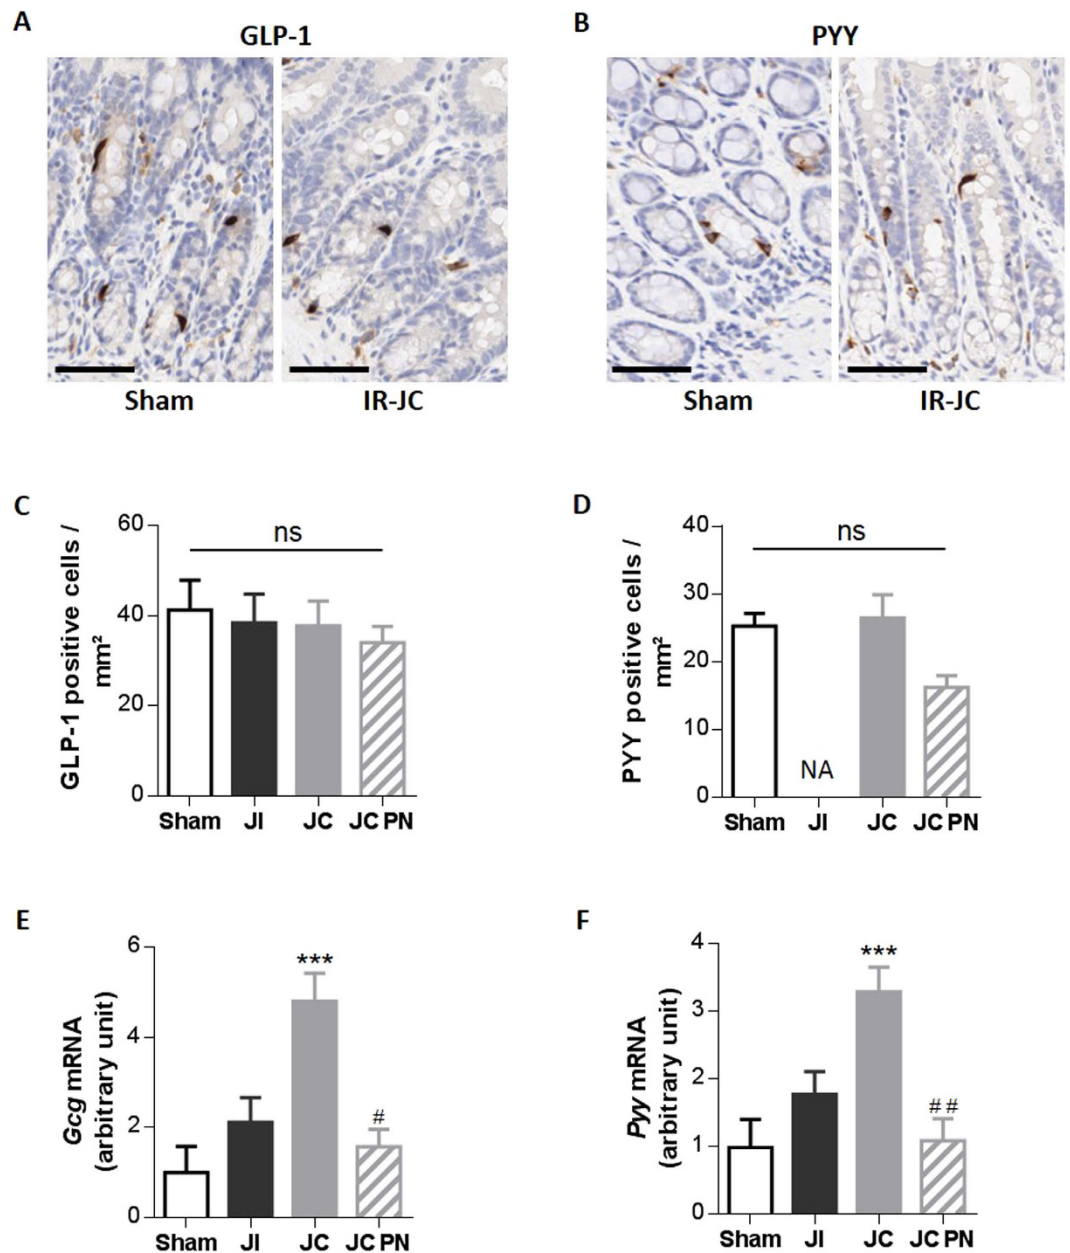 A
B
GLP-1
PYY
Sham
IR-JC
Sham
IR-JC
C
GLP-1 positive cells /
mm²
60
40
20
0
ns
Sham JI JC JC PN
D
PYY positive cells /
mm²
40
30
20
10
0
ns
NA
Sham JI JC JC PN
E
Gcg mRNA
(arbitrary unit)
6
4
2
0
***
#
Sham JI JC JC PN
F
Pyy mRNA
(arbitrary unit)
4
3
2
1
0
***
# #
Sham JI JC JC PN